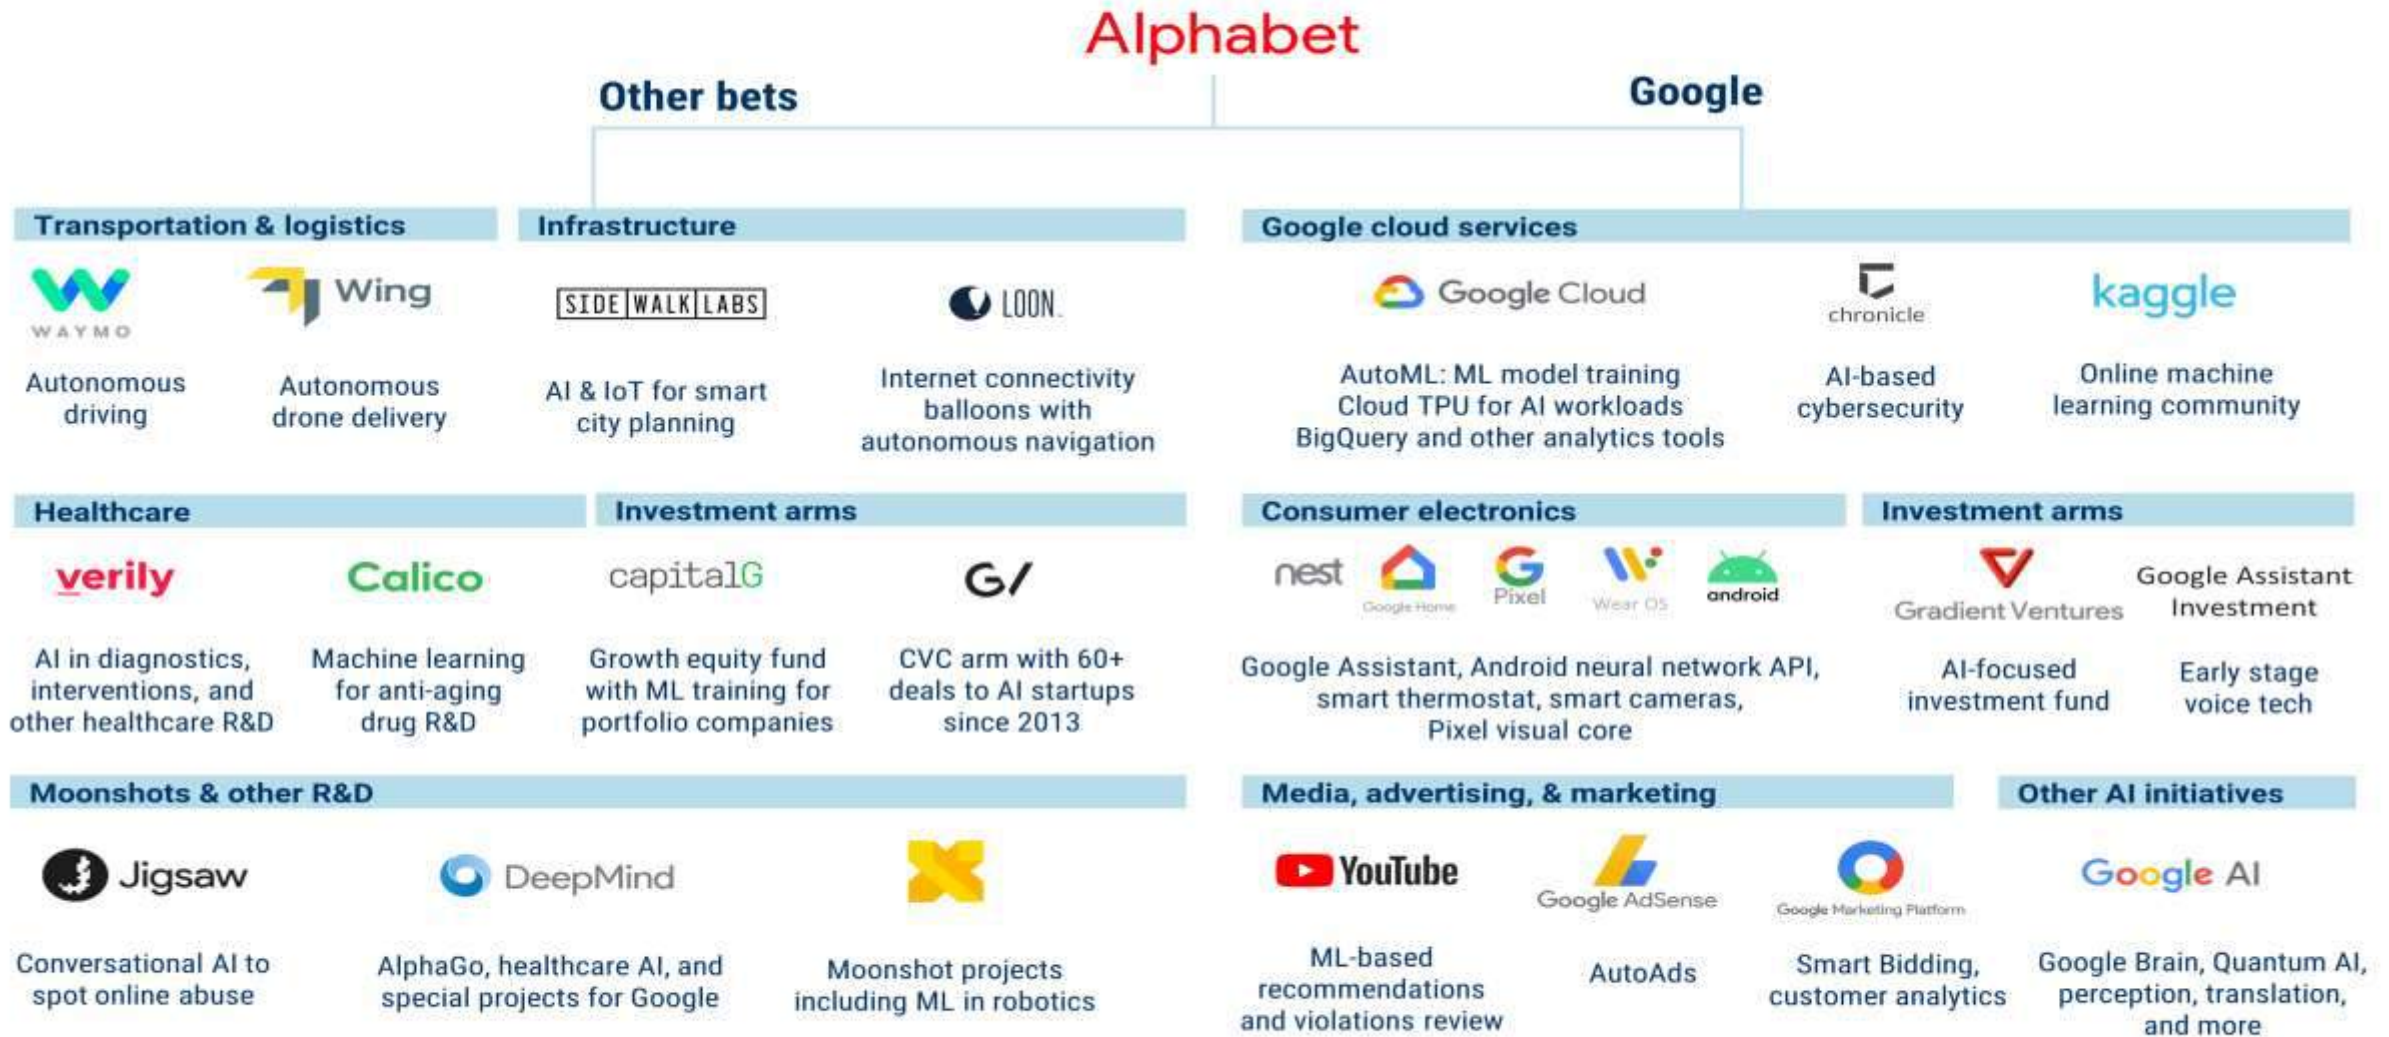 Alphabet
Other bets
Google
Transportation & logistics
Infrastructure
Google cloud services
WAYMO
Wing
SIDE WALK LABS
LOON.
Google Cloud
chronicle
kaggle
Autonomous
driving
Autonomous
drone delivery
AI & IoT for smart
city planning
Internet connectivity
balloons with
autonomous navigation
AutoML: ML model training
Cloud TPU for AI workloads
BigQuery and other analytics tools
AI-based
cybersecurity
Online machine
learning community
Healthcare
Investment arms
Consumer electronics
Investment arms
verily
Calico
capitalG
G/
nest
Google Home
G
Pixel
Wear OS
android
Gradient Ventures
Google Assistant
Investment
AI in diagnostics,
interventions, and
other healthcare R&D
Machine learning
for anti-aging
drug R&D
Growth equity fund
with ML training for
portfolio companies
CVC arm with 60+
deals to AI startups
since 2013
Google Assistant, Android neural network API,
smart thermostat, smart cameras,
Pixel visual core
AI-focused
investment fund
Early stage
voice tech
Moonshots & other R&D
Media, advertising, & marketing
Other AI initiatives
Jigsaw
DeepMind
X
YouTube
Google AdSense
Google Marketing Platform
Google AI
Conversational AI to
spot online abuse
AlphaGo, healthcare AI, and
special projects for Google
Moonshot projects
including ML in robotics
ML-based
recommendations
and violations review
AutoAds
Smart Bidding,
customer analytics
Google Brain, Quantum AI,
perception, translation,
and more